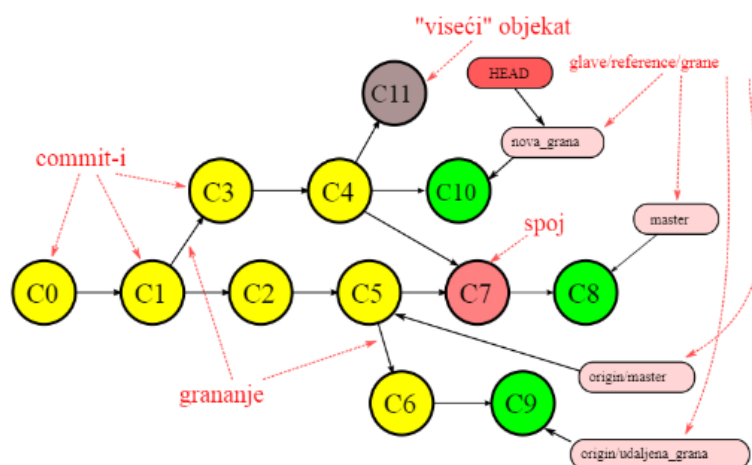 "viseći" objekat
glave/reference/grane
HEAD
C11
nova_grana
commit-i
C3
C4
C10
master
spoj
C0
C1
C2
C5
C7
C8
origin/master
grananje
C6
C9
origin/udaljena_grana